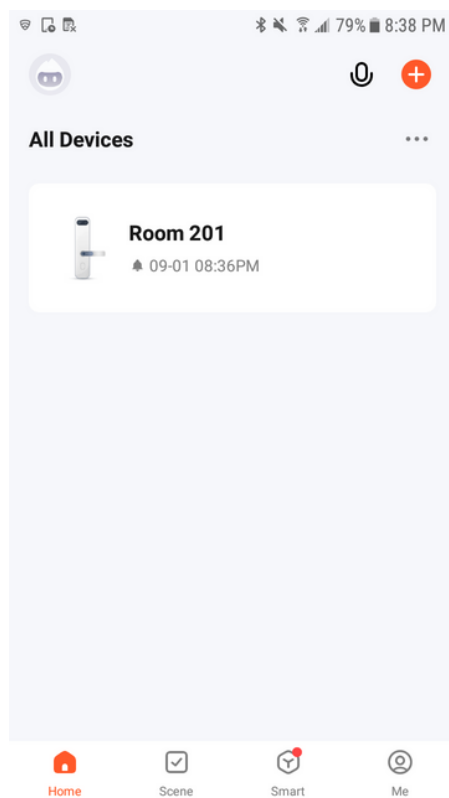 79% 8:38 PM
All Devices
Room 201
09-01 08:36PM
Home Scene Smart Me